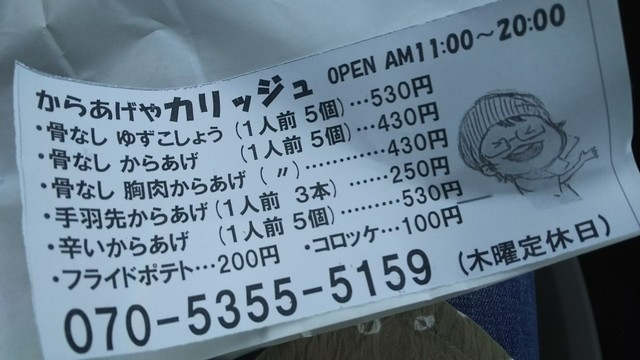 からあげや カリッジュ OPEN AM11:00～20:00
・骨なし ゆずこしょう (1人前 5個)…530円
・骨なし からあげ (1人前 5個)…430円
・骨なし 胸肉からあげ (〃)………430円
・手羽先からあげ(1人前 3本)……250円
・辛いからあげ (1人前 5個)………530円
・フライドポテト…200円 ・コロッケ…100円
070-5355-5159 (木曜定休日)